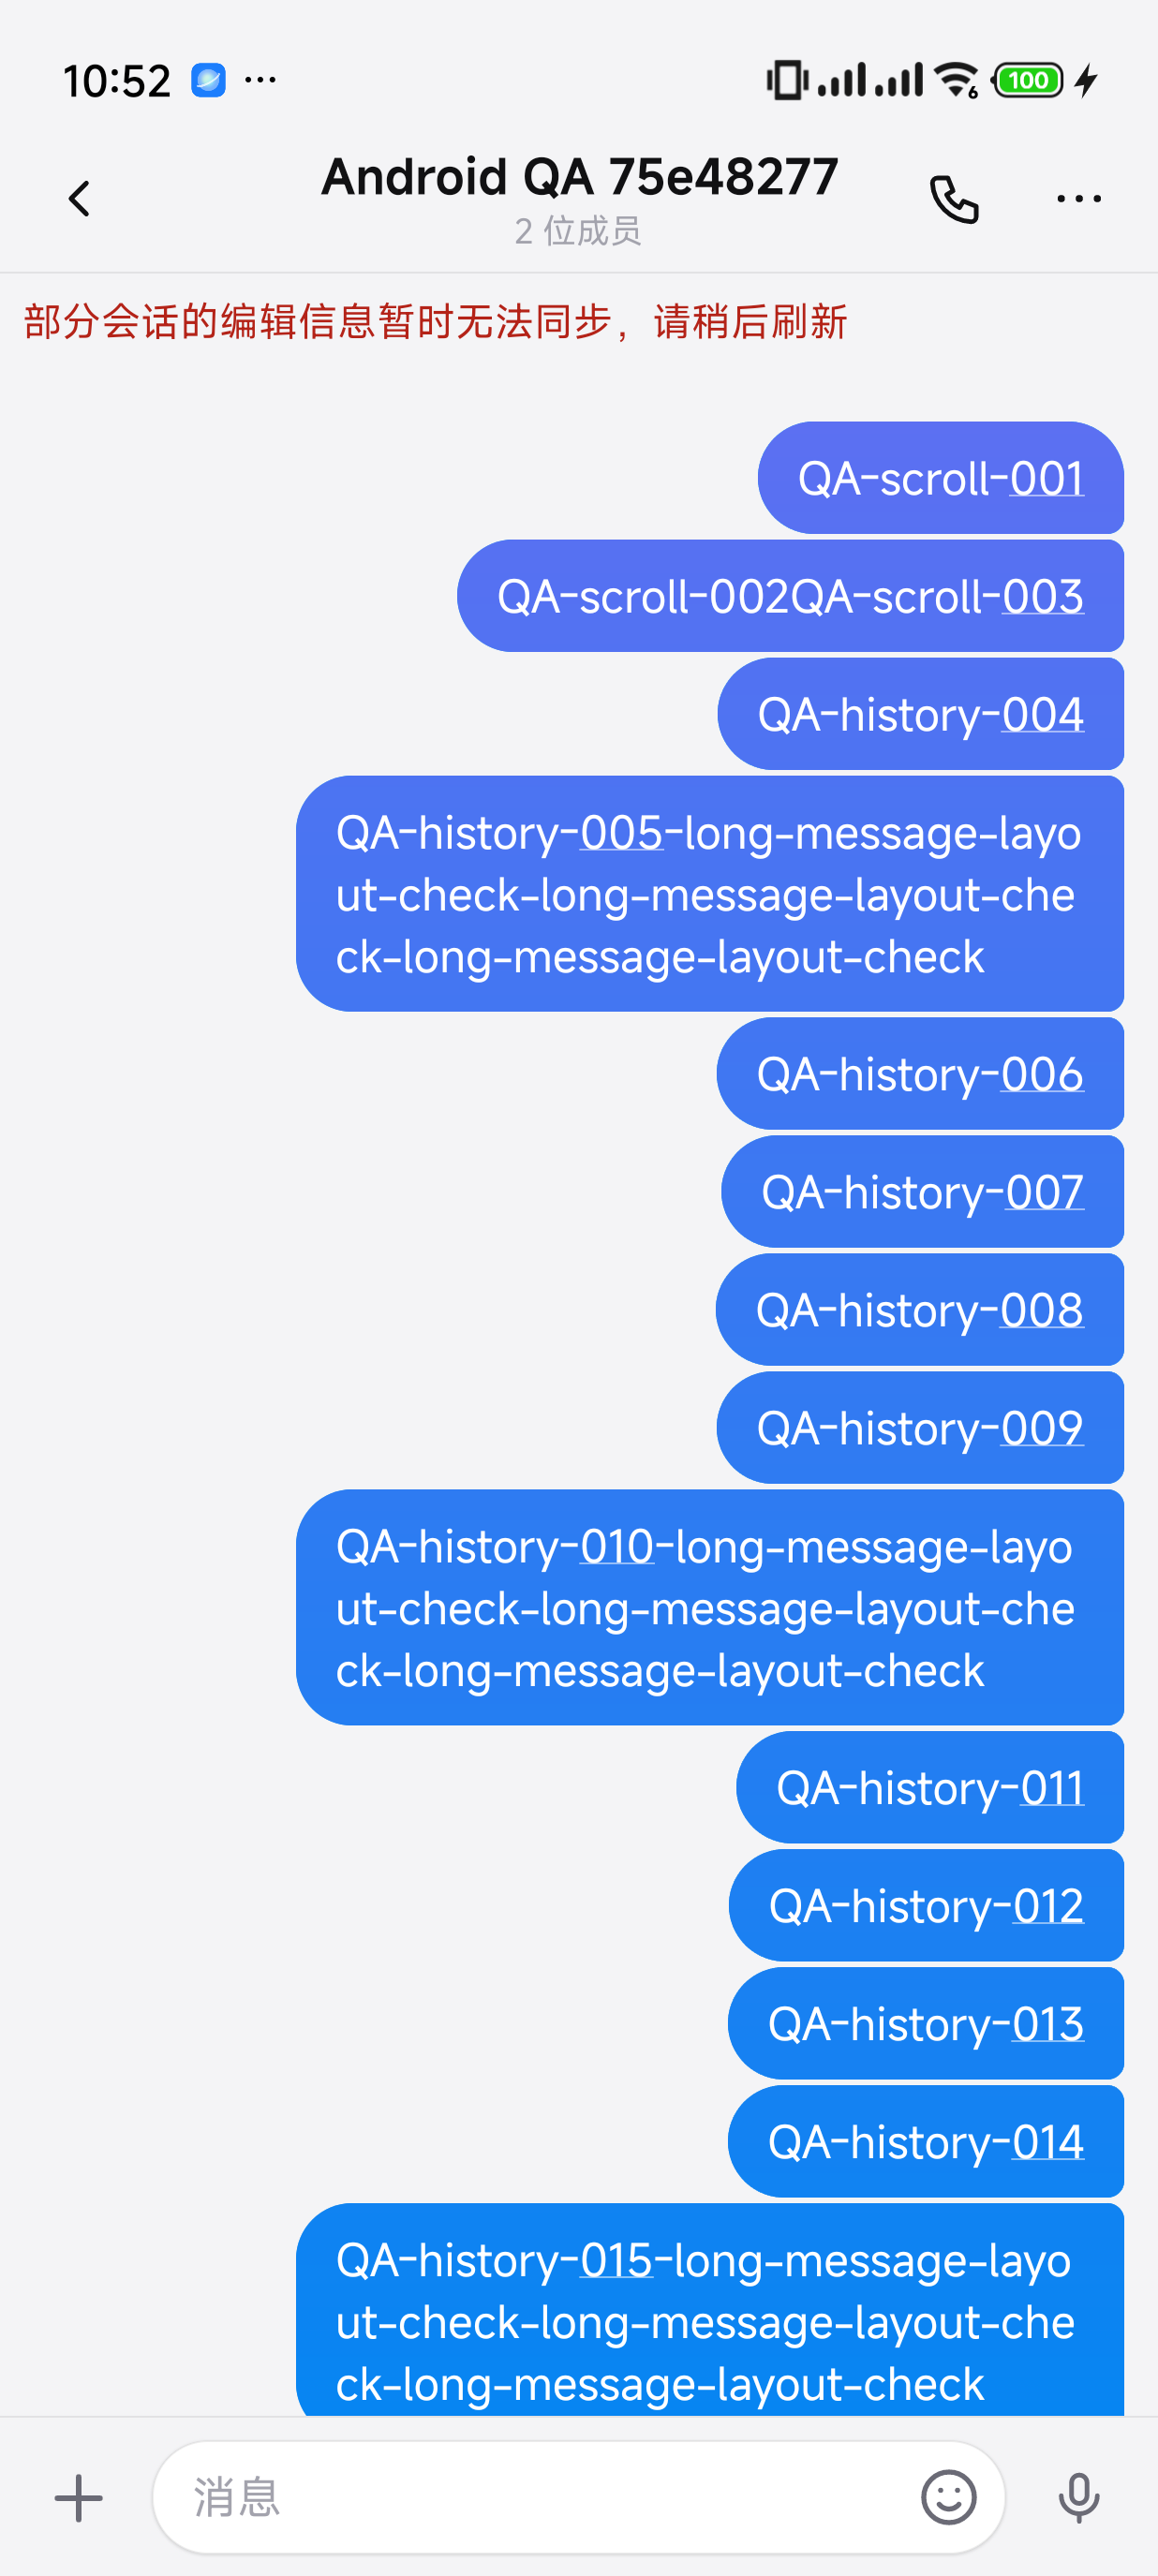 10:52
6
100
Android QA 75e48277
2 位成员
部分会话的编辑信息暂时无法同步，请稍后刷新
QA-scroll-001
QA-scroll-002QA-scroll-003
QA-history-004
QA-history-005-long-message-layo
ut-check-long-message-layout-che
ck-long-message-layout-check
QA-history-006
QA-history-007
QA-history-008
QA-history-009
QA-history-010-long-message-layo
ut-check-long-message-layout-che
ck-long-message-layout-check
QA-history-011
QA-history-012
QA-history-013
QA-history-014
QA-history-015-long-message-layo
ut-check-long-message-layout-che
ck-long-message-layout-check
消息